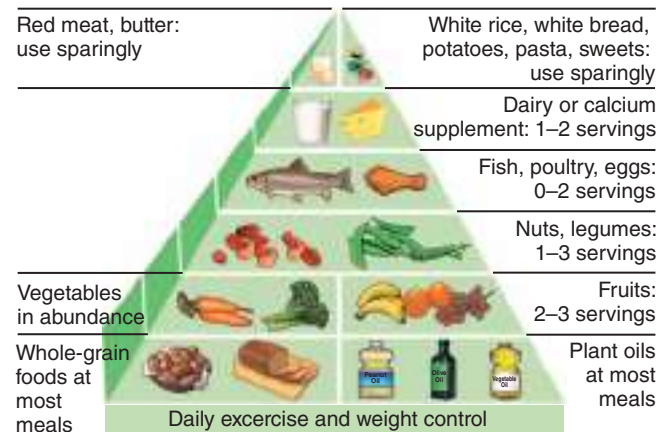 Red meat, butter:
use sparingly
White rice, white bread,
potatoes, pasta, sweets:
use sparingly
Dairy or calcium
supplement: 1–2 servings
Fish, poultry, eggs:
0–2 servings
Nuts, legumes:
1–3 servings
Vegetables
in abundance
Fruits:
2–3 servings
Whole-grain
foods at
most
meals
Peanut
Oil
Olive
Oil
Vegetable
Oil
Plant oils
at most
meals
Daily excercise and weight control